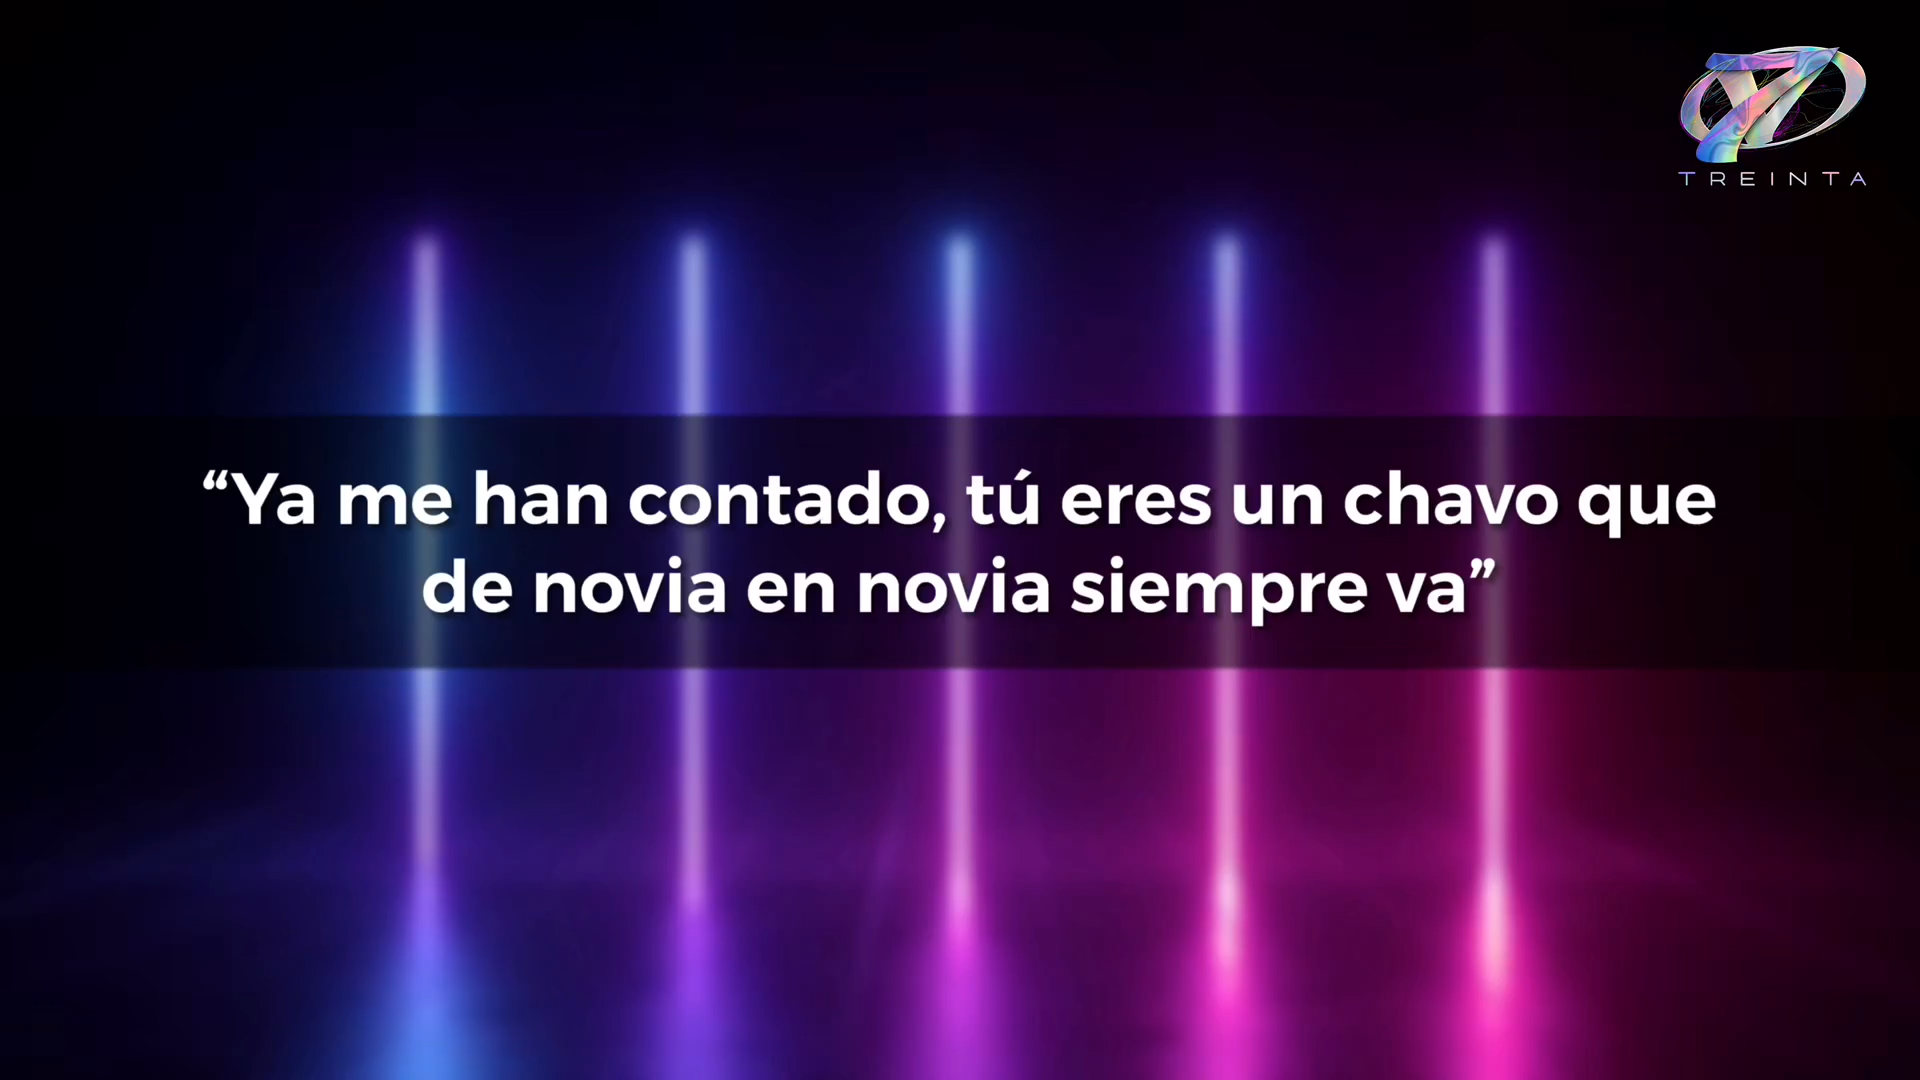 TREINTA
“Ya me han contado, tú eres un chavo que
de novia en novia siempre va”